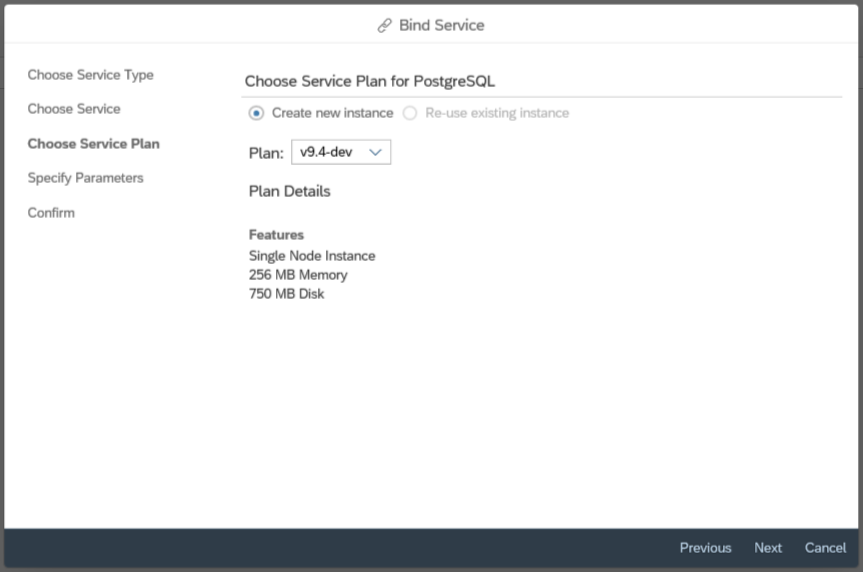 Bind Service
Choose Service Type
Choose Service
Choose Service Plan
Specify Parameters
Confirm
Choose Service Plan for PostgreSQL
Create new instance Re-use existing instance
Plan: v9.4-dev
Plan Details
Features
Single Node Instance
256 MB Memory
750 MB Disk
Previous Next Cancel